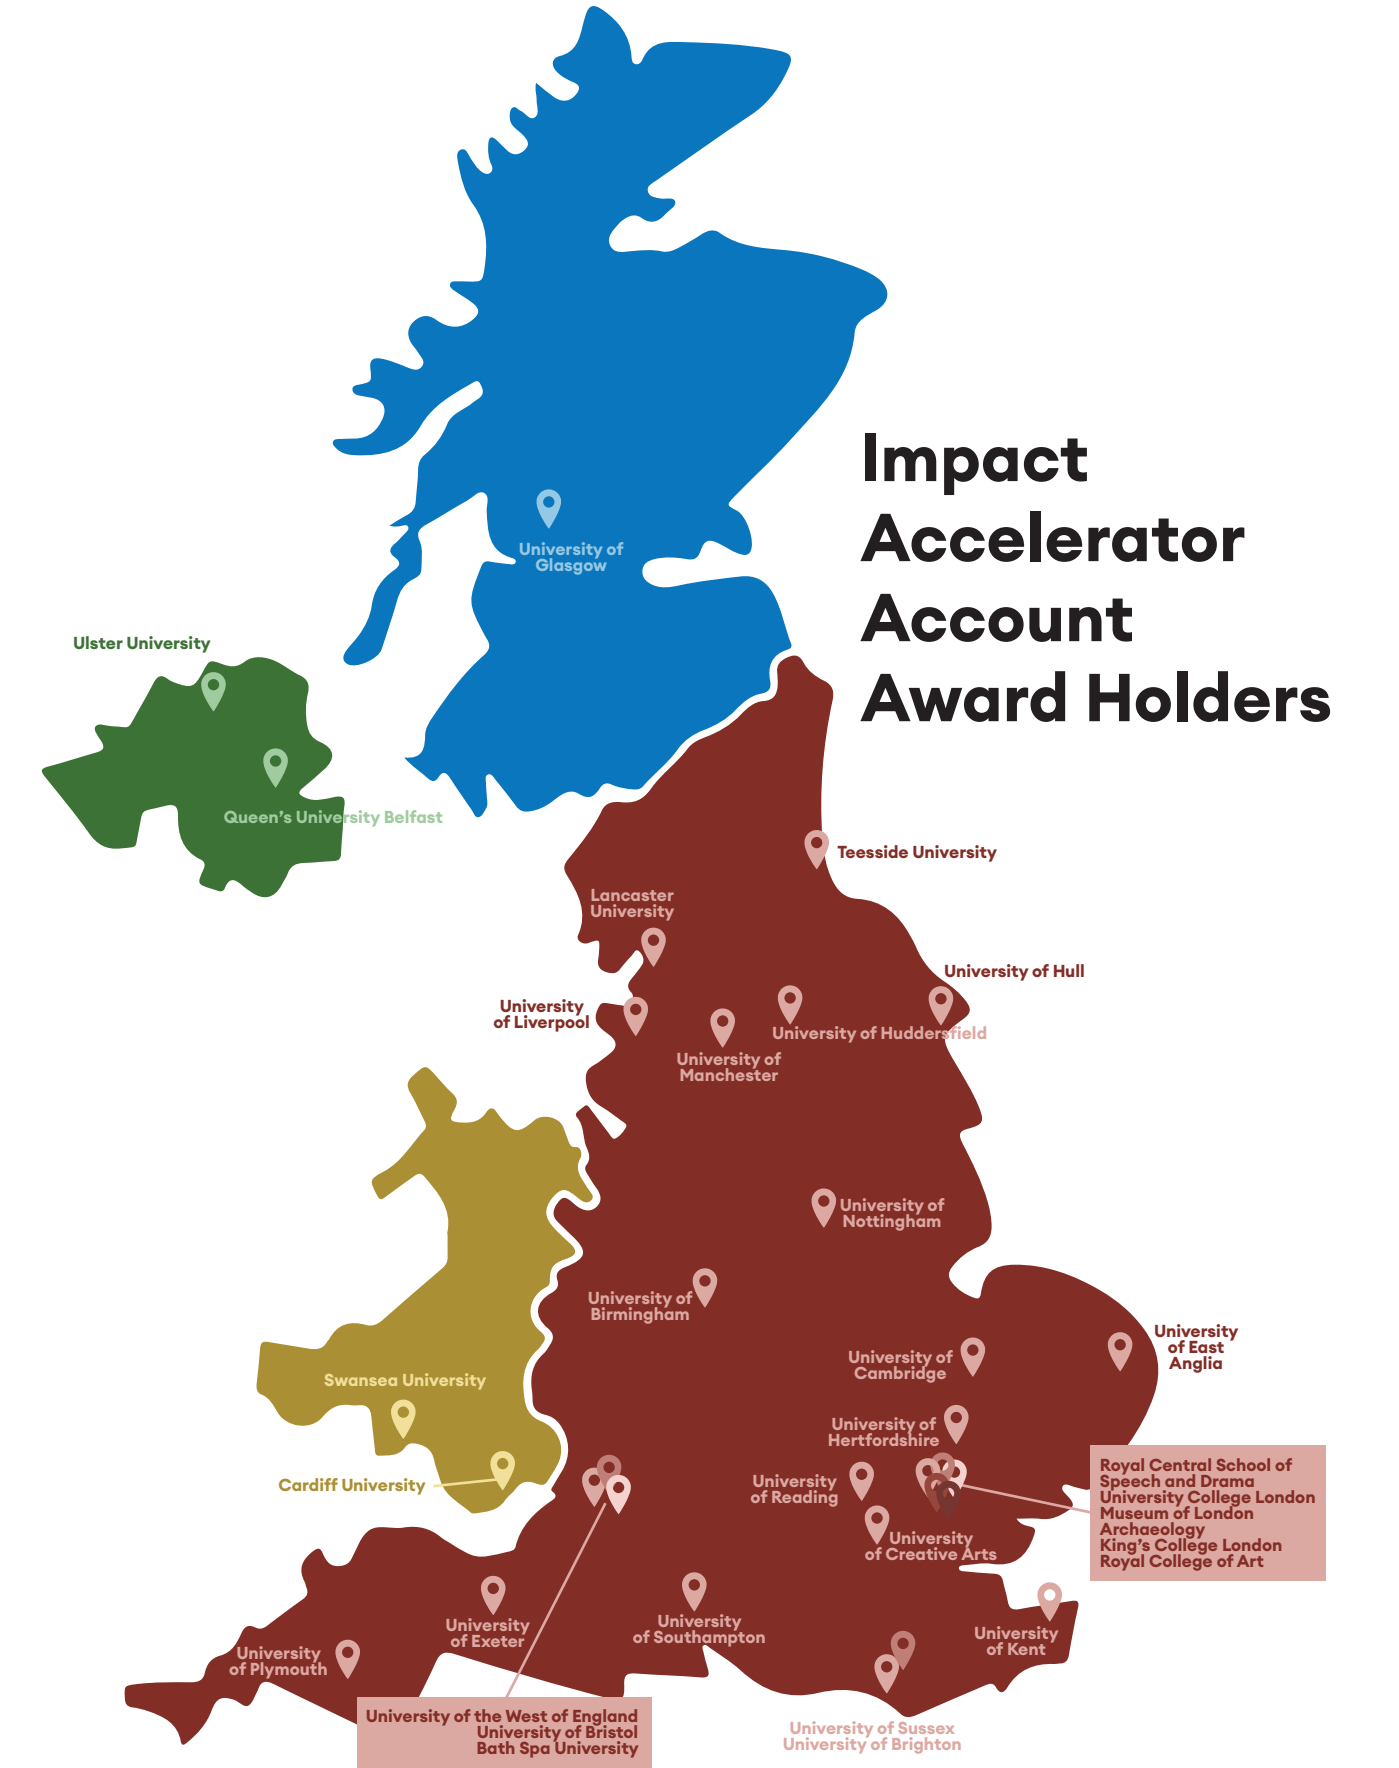 Impact
Accelerator
Account
Award Holders
University of
Glasgow
Ulster University
Queen's University Belfast
Teesside University
Lancaster
University
University of Hull
University
of Liverpool
University of Huddersfield
University of
Manchester
University of
Nottingham
University of
Birmingham
University
of East
Anglia
University of
Cambridge
Swansea University
University of
Hertfordshire
Cardiff University
University
of Reading
Royal Central School of
Speech and Drama
University College London
Museum of London
Archaeology
King's College London
Royal College of Art
University
of Creative Arts
University
of Exeter
University
of Southampton
University
of Kent
University
of Plymouth
University of the West of England
University of Bristol
Bath Spa University
University of Sussex
University of Brighton